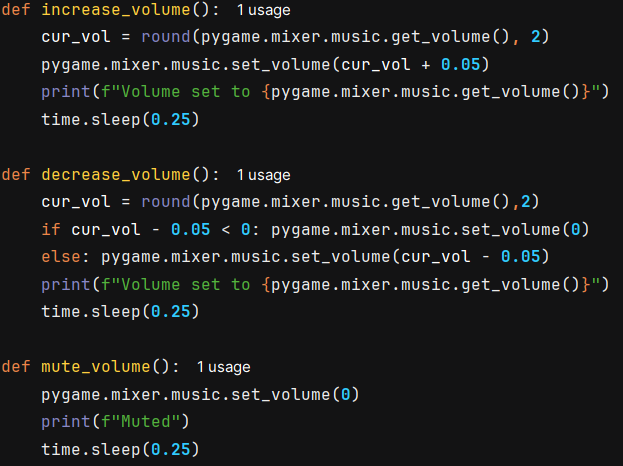 def increase_volume():  1 usage
    cur_vol = round(pygame.mixer.music.get_volume(), 2)
    pygame.mixer.music.set_volume(cur_vol + 0.05)
    print(f"Volume set to {pygame.mixer.music.get_volume()}")
    time.sleep(0.25)

def decrease_volume():  1 usage
    cur_vol = round(pygame.mixer.music.get_volume(),2)
    if cur_vol - 0.05 < 0: pygame.mixer.music.set_volume(0)
    else: pygame.mixer.music.set_volume(cur_vol - 0.05)
    print(f"Volume set to {pygame.mixer.music.get_volume()}")
    time.sleep(0.25)

def mute_volume():  1 usage
    pygame.mixer.music.set_volume(0)
    print(f"Muted")
    time.sleep(0.25)